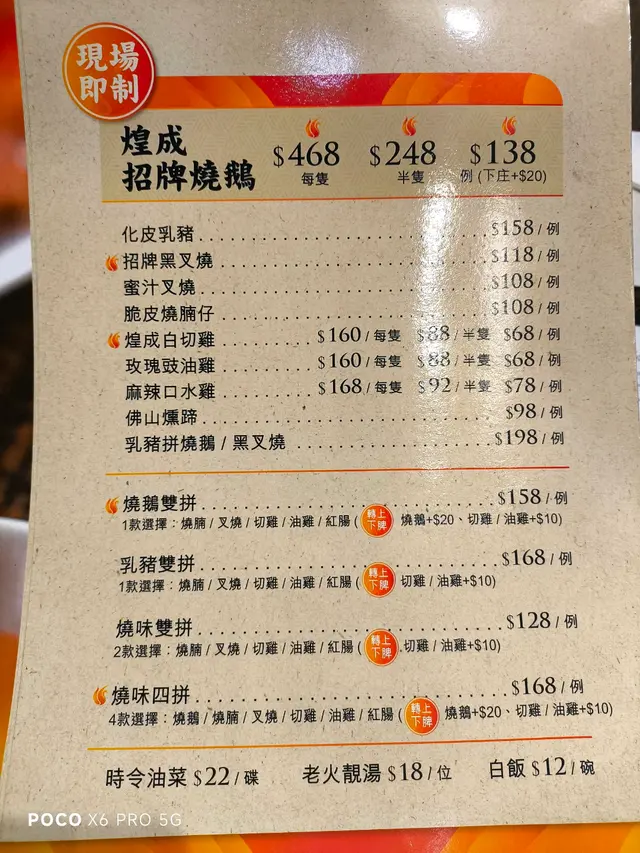 現場
即制
煌成
招牌燒鵝
$468 $248 $138
每隻 半隻 例 (下庄+$20)
化皮乳豬 $158 / 例
招牌黑叉燒 $118 / 例
蜜汁叉燒 $108 / 例
脆皮燒腩仔 $108 / 例
煌成白切雞 $160 / 每隻 $88 / 半隻 $68 / 例
玫瑰豉油雞 $160 / 每隻 $88 / 半隻 $68 / 例
麻辣口水雞 $168 / 每隻 $92 / 半隻 $78 / 例
佛山燻蹄 $98 / 例
乳豬拼燒鵝 / 黑叉燒 $198 / 例
燒鵝雙拼 $158 / 例
1款選擇：燒腩 / 叉燒 / 切雞 / 油雞 / 紅腸 ( 轉上下脾 燒鵝+$20、切雞 / 油雞+$10)
乳豬雙拼 $168 / 例
1款選擇：燒腩 / 叉燒 / 切雞 / 油雞 / 紅腸 ( 轉上下脾 切雞 / 油雞+$10)
燒味雙拼 $128 / 例
2款選擇：燒腩 / 叉燒 / 切雞 / 油雞 / 紅腸 ( 轉上下脾 切雞 / 油雞+$10)
燒味四拼 $168 / 例
4款選擇：燒鵝 / 燒腩 / 叉燒 / 切雞 / 油雞 / 紅腸 ( 轉上下脾 燒鵝+$20、切雞 / 油雞+$10)
時令油菜 $22 / 碟 老火靚湯 $18 / 位 白飯 $12 / 碗
POCO X6 PRO 5G